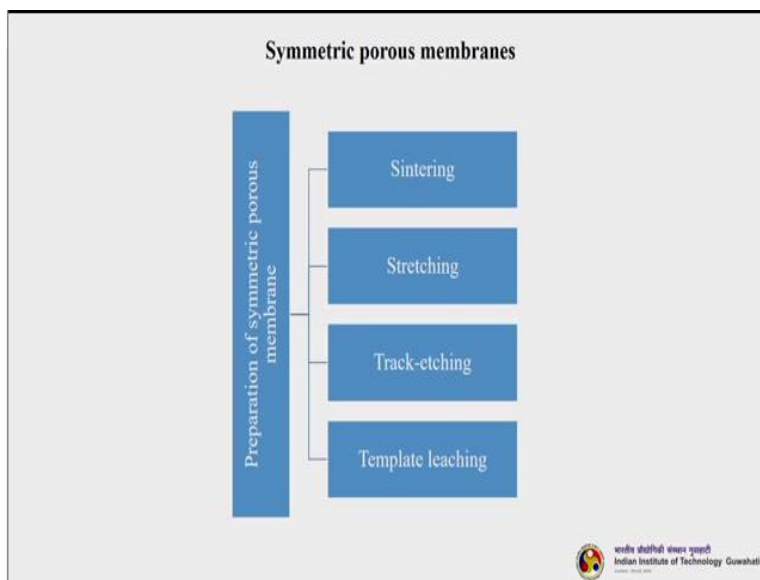 Symmetric porous membranes
Preparation of symmetric porous
membrane
Sintering
Stretching
Track-etching
Template leaching
भारतीय प्रौद्योगिकी संस्थान गुवाहाटी
Indian Institute of Technology Guwahati